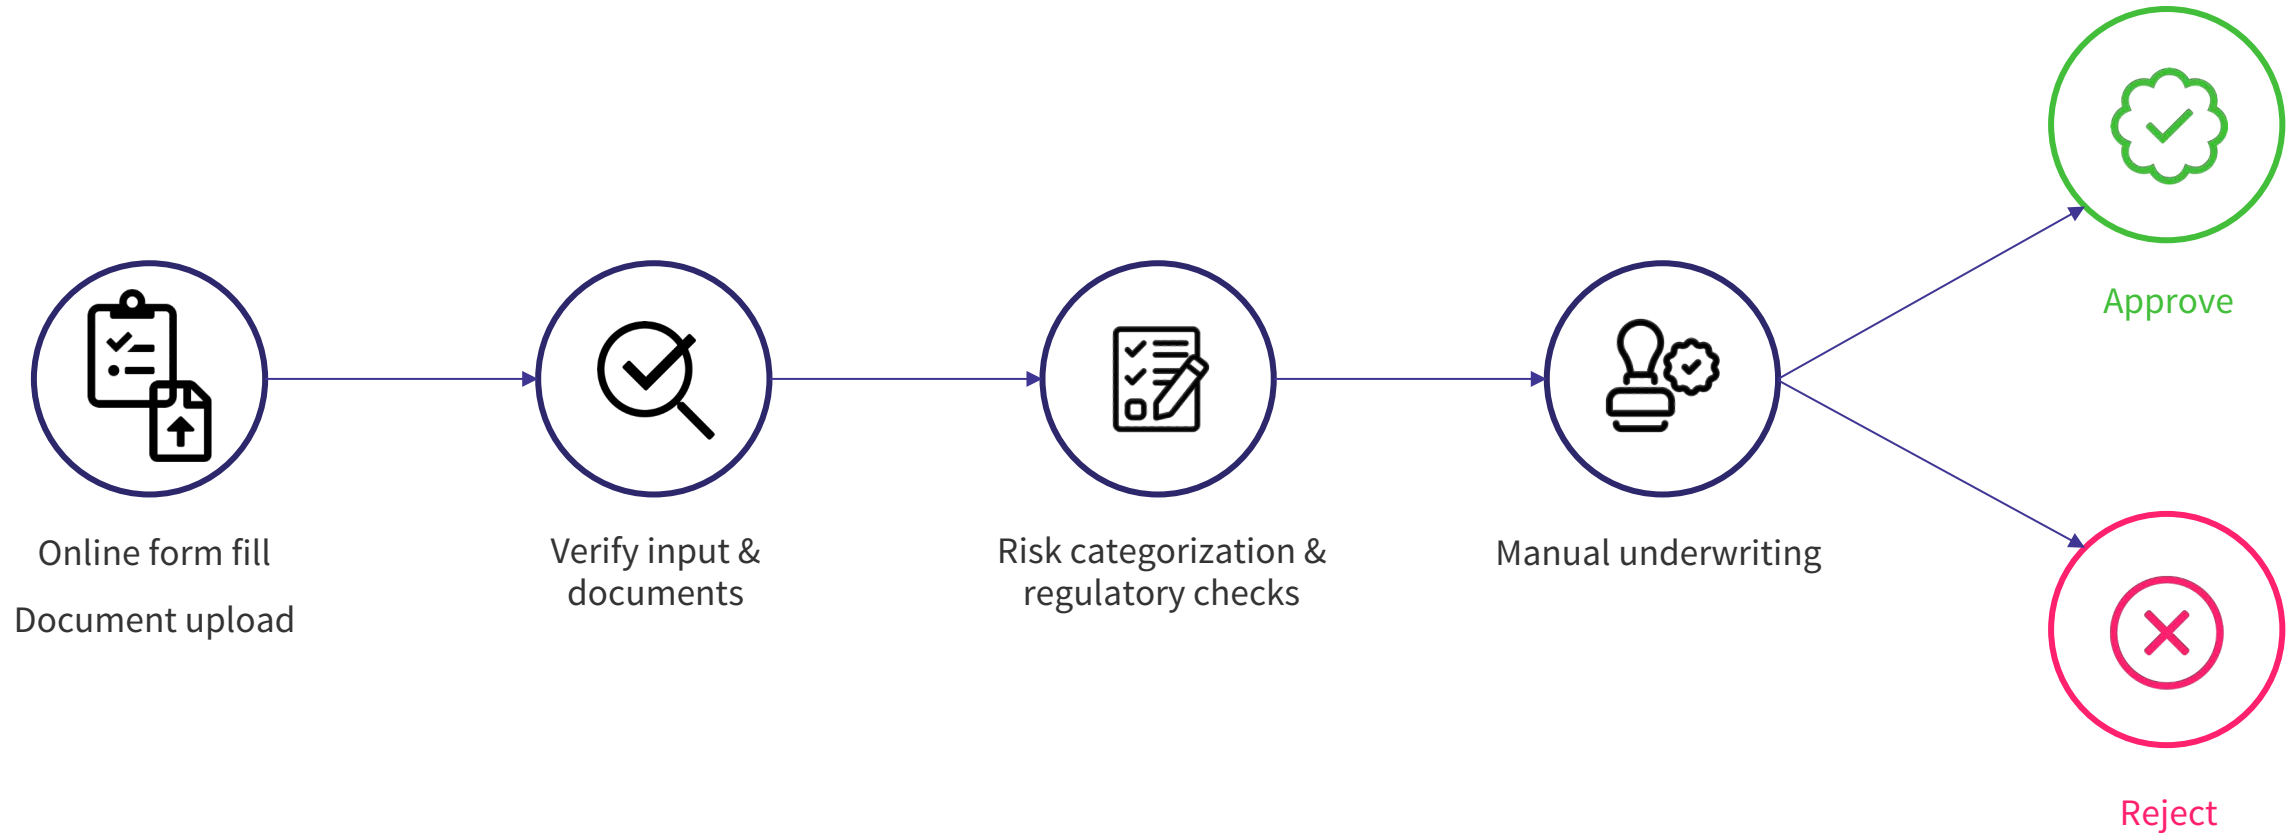 Online form fill
Document upload
Verify input &
documents
Risk categorization &
regulatory checks
Manual underwriting
Approve
Reject